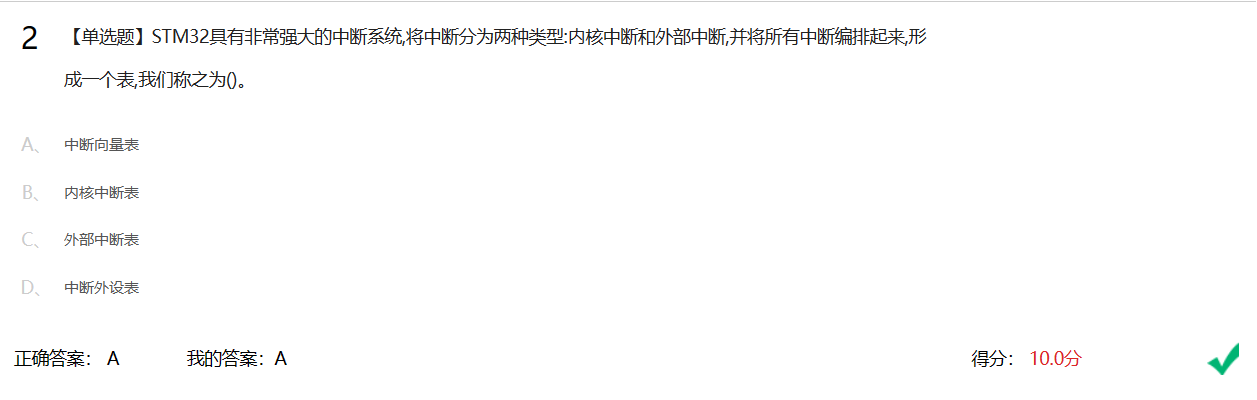 2 【单选题】STM32具有非常强大的中断系统,将中断分为两种类型:内核中断和外部中断,并将所有中断编排起来,形
成一个表,我们称之为()。
A、 中断向量表
B、 内核中断表
C、 外部中断表
D、 中断外设表
正确答案： A 我的答案：A 得分： 10.0分